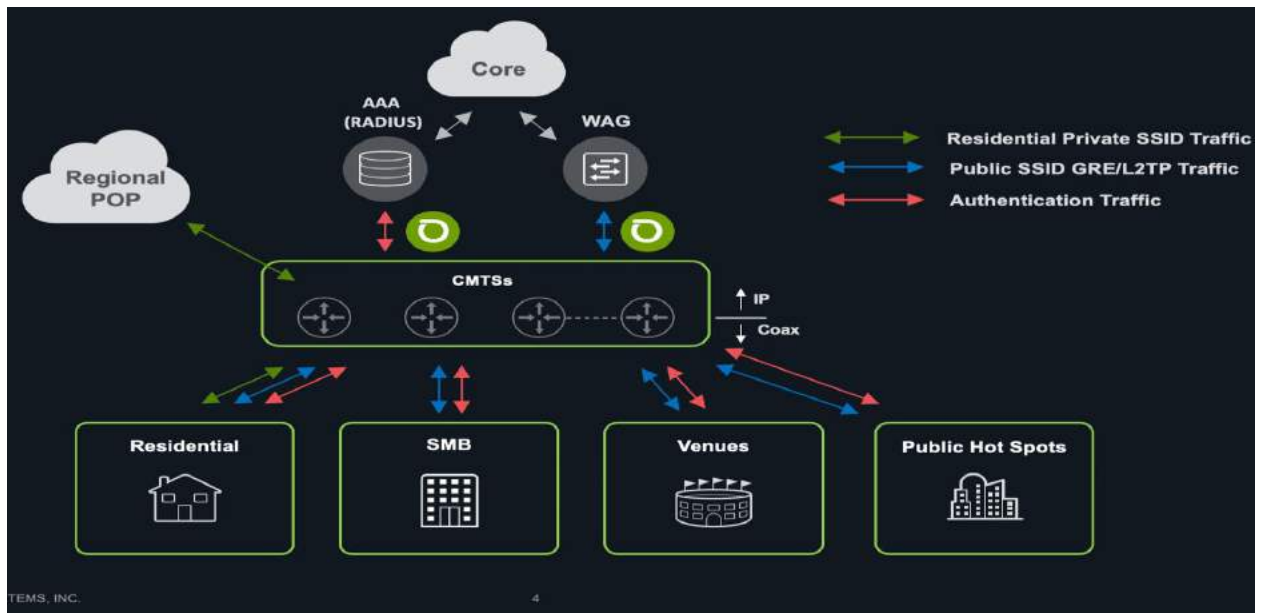 Core
AAA
(RADIUS)
WAG
Regional
POP
Residential Private SSID Traffic
Public SSID GRE/L2TP Traffic
Authentication Traffic
CMTSs
IP
Coax
Residential
SMB
Venues
Public Hot Spots
TEMS, INC.
4